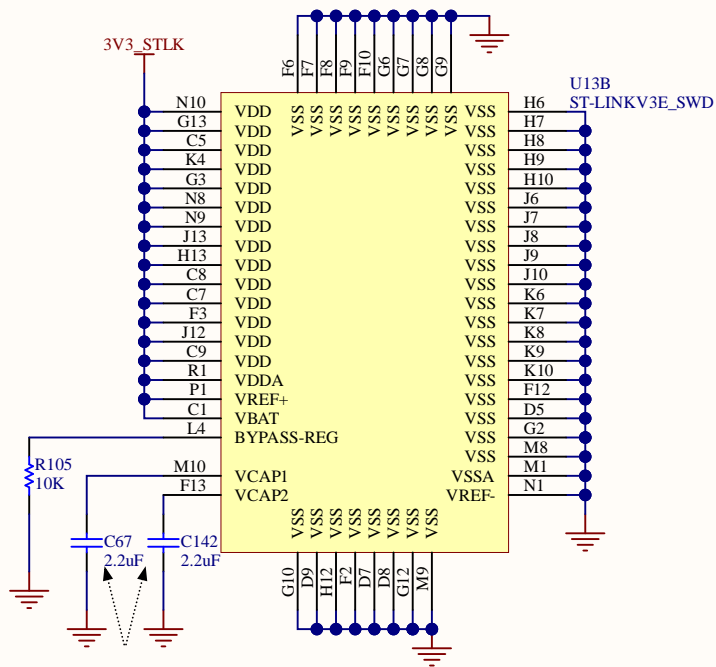 3V3_STLK
F6 F7 F8 F9 F10 G6 G7 G8 G9
VSS VSS VSS VSS VSS VSS VSS VSS VSS
U13B
ST-LINKV3E_SWD
N10 VDD
G13 VDD
C5 VDD
K4 VDD
G3 VDD
N8 VDD
N9 VDD
J13 VDD
H13 VDD
C8 VDD
C7 VDD
F3 VDD
J12 VDD
C9 VDD
R1 VDDA
P1 VREF+
C1 VBAT
L4 BYPASS-REG
M10 VCAP1
F13 VCAP2
VSS H6
VSS H7
VSS H8
VSS H9
VSS H10
VSS J6
VSS J7
VSS J8
VSS J9
VSS J10
VSS K6
VSS K7
VSS K8
VSS K9
VSS K10
VSS F12
VSS D5
VSS G2
VSS M8
VSSA M1
VREF- N1
R105
10K
C67
2.2uF
C142
2.2uF
VSS VSS VSS VSS VSS VSS VSS VSS
G10 D9 H12 F2 D7 D8 G12 M9